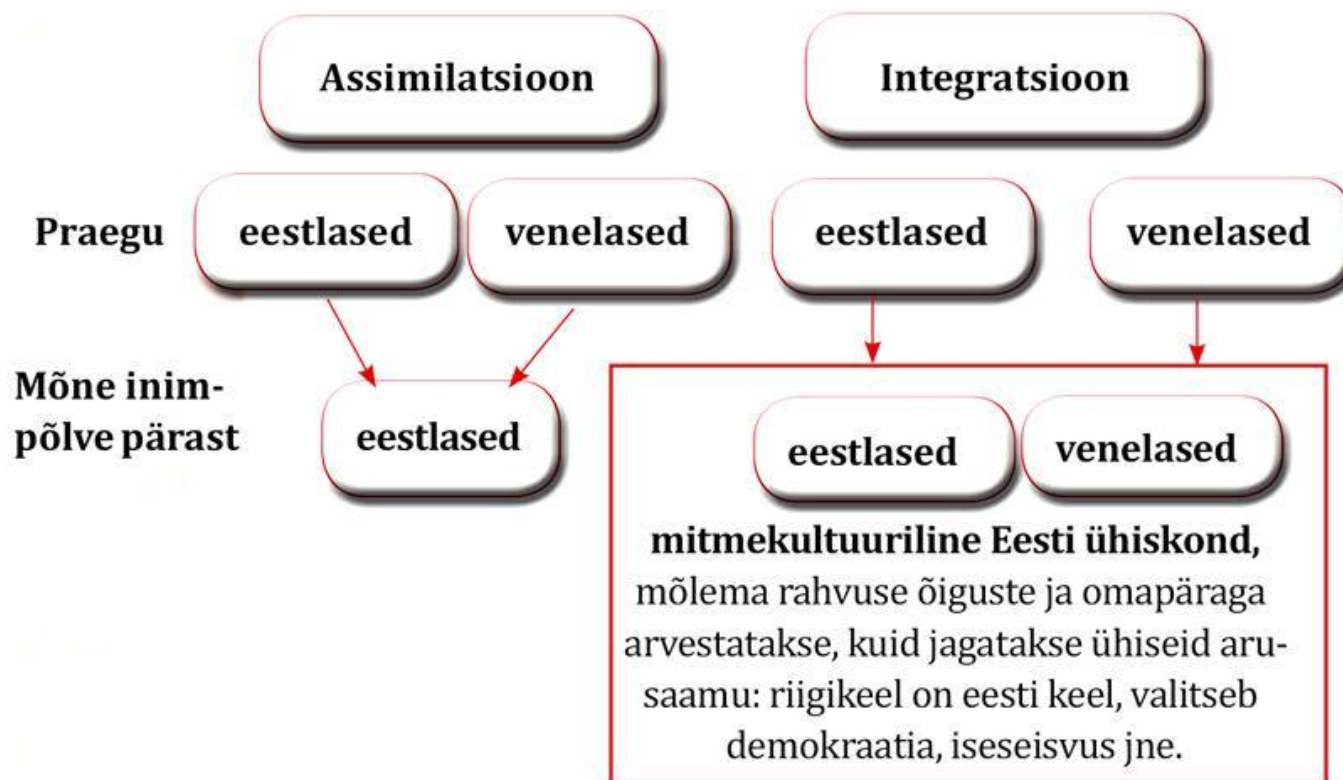 Assimilatsioon
Integratsioon
Praegu
eestlased
venelased
eestlased
venelased
Mõne inim-
põlve pärast
eestlased
eestlased
venelased
mitmekultuuriline Eesti ühiskond,
mõlema rahvuse õiguste ja omapäraga
arvestatakse, kuid jagatakse ühiseid aru-
saamu: riigikeel on eesti keel, valitseb
demokraatia, iseseisvus jne.